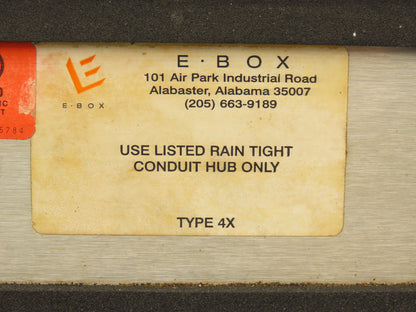 E·BOX
101 Air Park Industrial Road
Alabaster, Alabama 35007
(205) 663-9189
E·BOX
USE LISTED RAIN TIGHT
CONDUIT HUB ONLY
TYPE 4X
5784